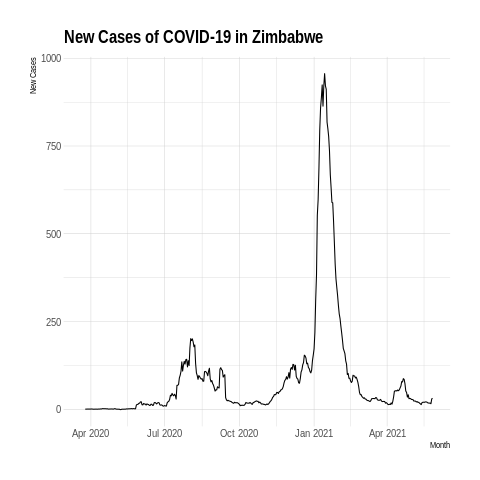 New Cases of COVID-19 in Zimbabwe
New Cases
1000
750
500
250
0
Apr 2020 Jul 2020 Oct 2020 Jan 2021 Apr 2021
Month